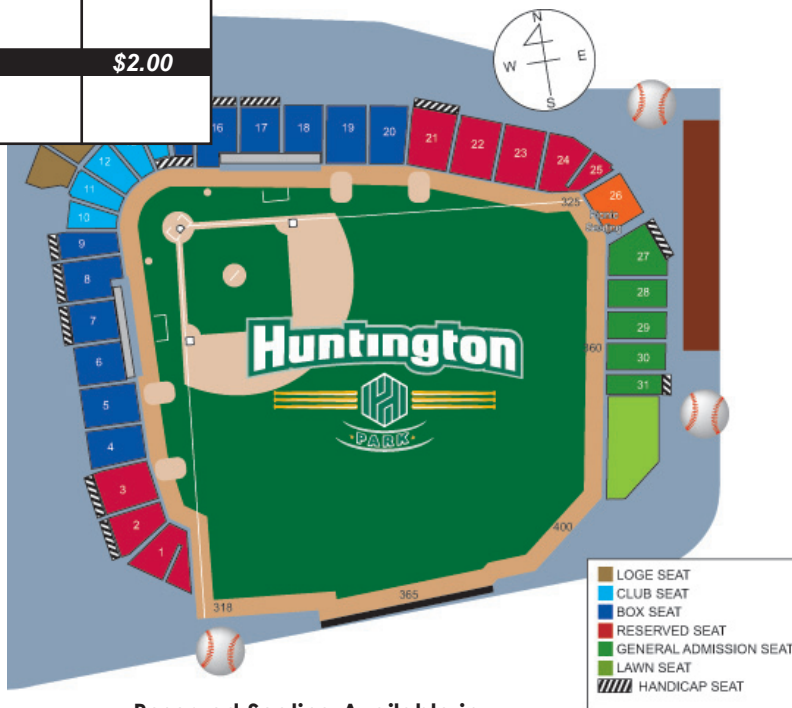 $2.00
N
W E
S
16 17 18 19 20 21 22 23 24 25 26
12
11
10
9
8
7
6
5
4
3
2
1
325
27
28
29
30
31
Huntington
PARK
400
365
318
LOGE SEAT
CLUB SEAT
BOX SEAT
RESERVED SEAT
GENERAL ADMISSION SEAT
LAWN SEAT
HANDICAP SEAT